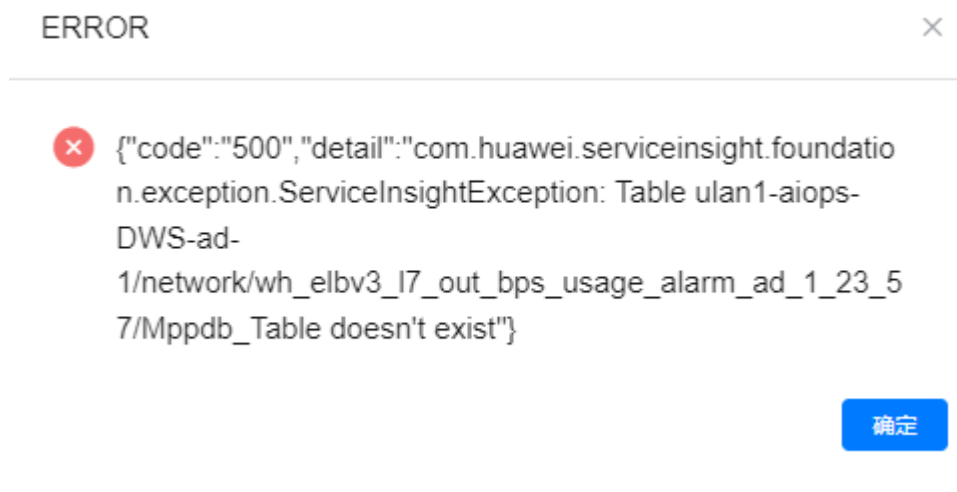 ERROR
{"code":"500","detail":"com.huawei.serviceinsight.foundatio
n.exception.ServiceInsightException: Table ulan1-aiops-
DWS-ad-
1/network/wh_elbv3_l7_out_bps_usage_alarm_ad_1_23_5
7/Mppdb_Table doesn't exist"}
确定